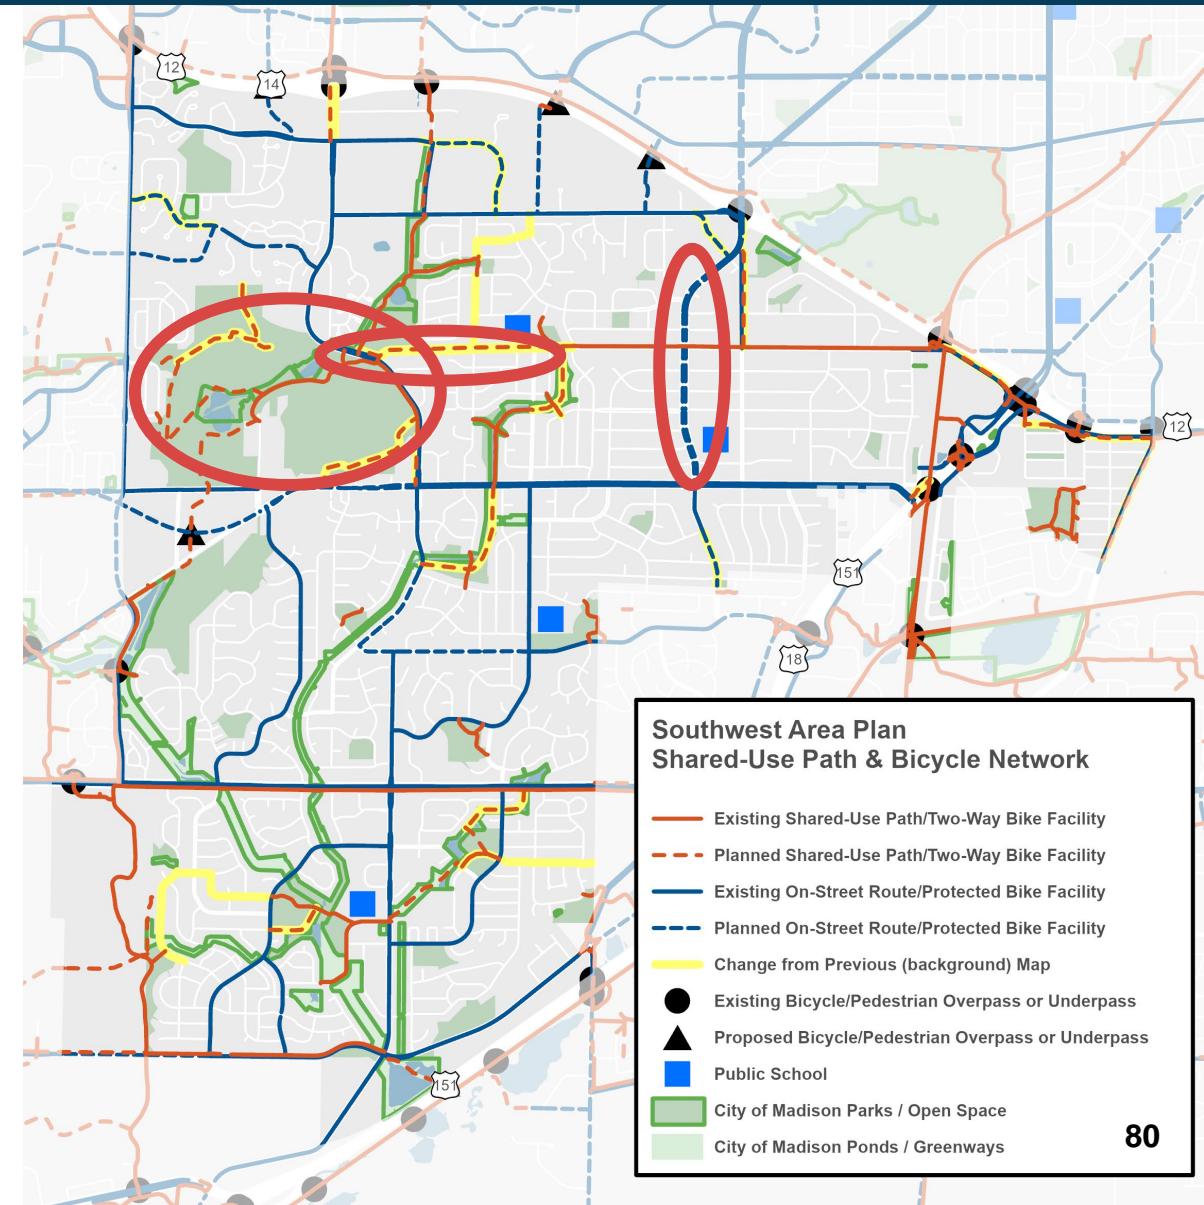 12
14
12
151
18
151
Southwest Area Plan
Shared-Use Path & Bicycle Network
Existing Shared-Use Path/Two-Way Bike Facility
Planned Shared-Use Path/Two-Way Bike Facility
Existing On-Street Route/Protected Bike Facility
Planned On-Street Route/Protected Bike Facility
Change from Previous (background) Map
Existing Bicycle/Pedestrian Overpass or Underpass
Proposed Bicycle/Pedestrian Overpass or Underpass
Public School
City of Madison Parks / Open Space
City of Madison Ponds / Greenways
80